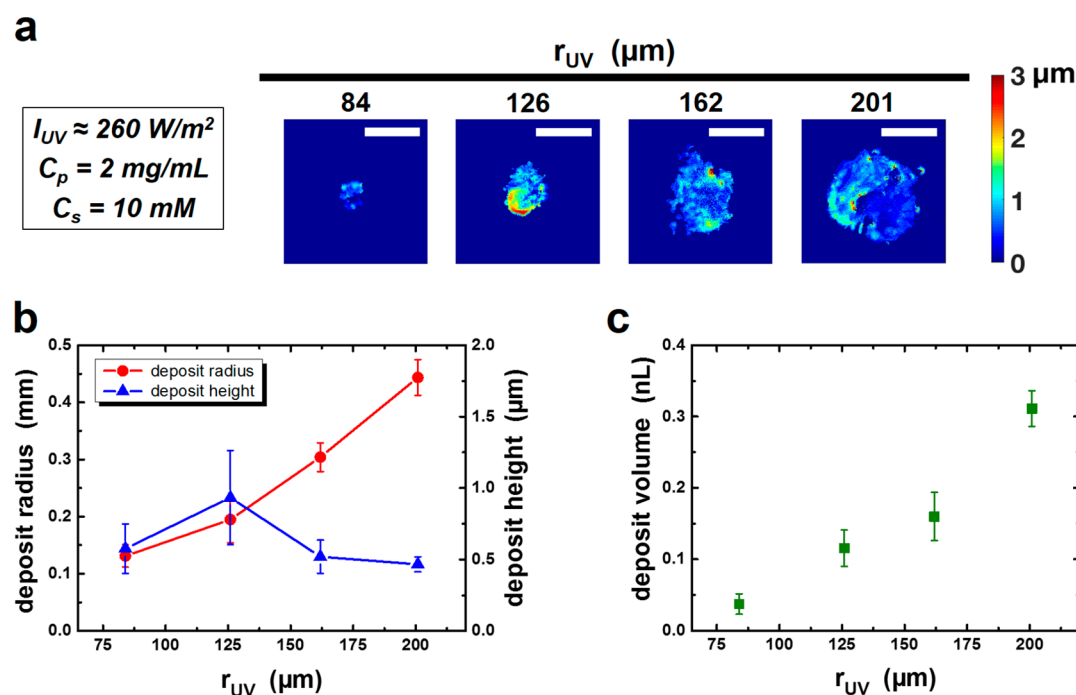 a
r_UV (µm)
84 126 162 201
I_UV ≈ 260 W/m²
C_p = 2 mg/mL
C_s = 10 mM
3 µm
2
1
0
b
deposit radius
deposit height
0.5
0.4
0.3
0.2
0.1
0.0
deposit radius (mm)
2.0
1.5
1.0
0.5
0.0
deposit height (µm)
75 100 125 150 175 200
r_UV (µm)
c
0.4
0.3
0.2
0.1
0.0
deposit volume (nL)
75 100 125 150 175 200
r_UV (µm)